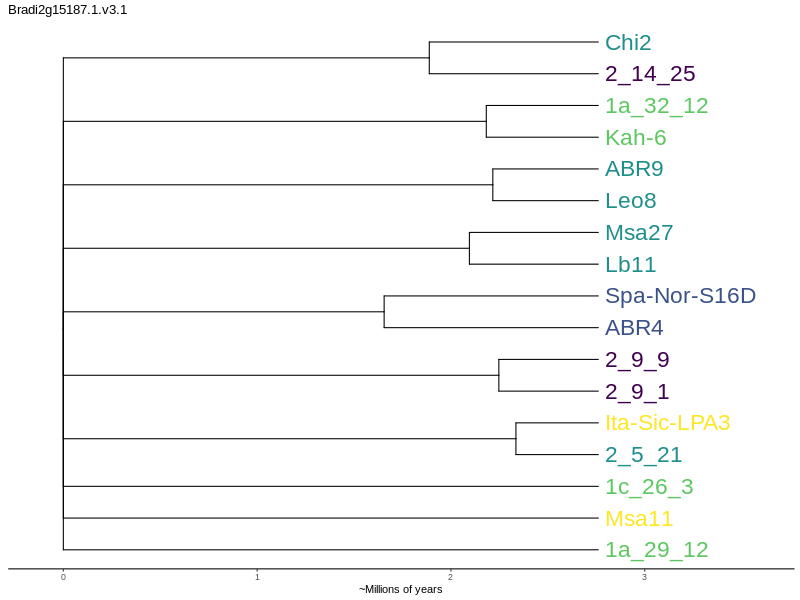 Bradi2g15187.1.v3.1
Chi2
2_14_25
1a_32_12
Kah-6
ABR9
Leo8
Msa27
Lb11
Spa-Nor-S16D
ABR4
2_9_9
2_9_1
Ita-Sic-LPA3
2_5_21
1c_26_3
Msa11
1a_29_12
0 1 2 3
~Millions of years